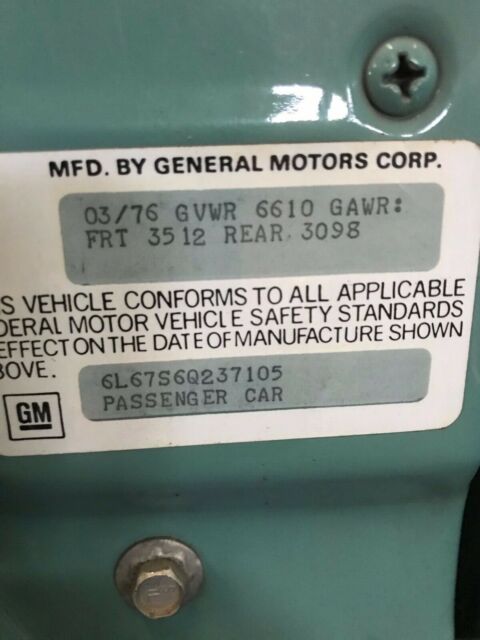 MFD. BY GENERAL MOTORS CORP.
03/76 GVWR 6610 GAWR:
FRT 3512 REAR 3098
S VEHICLE CONFORMS TO ALL APPLICABLE
DERAL MOTOR VEHICLE SAFETY STANDARDS
EFFECT ON THE DATE OF MANUFACTURE SHOWN
OVE.
6L67S6Q237105
PASSENGER CAR
GM